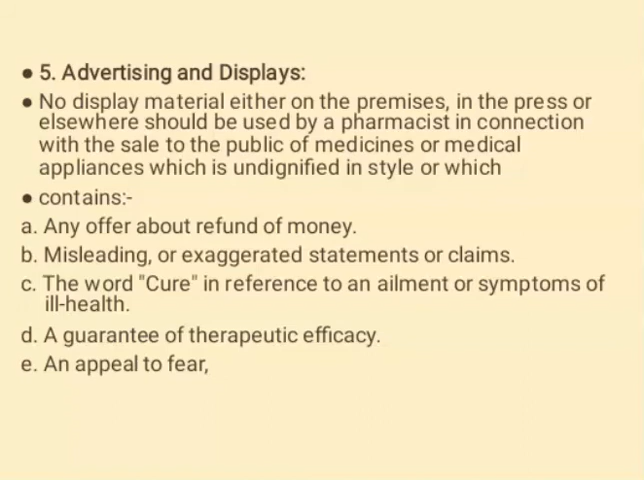 ● 5. Advertising and Displays:
● No display material either on the premises, in the press or
elsewhere should be used by a pharmacist in connection
with the sale to the public of medicines or medical
appliances which is undignified in style or which
● contains:-
a. Any offer about refund of money.
b. Misleading, or exaggerated statements or claims.
c. The word "Cure" in reference to an ailment or symptoms of
ill-health.
d. A guarantee of therapeutic efficacy.
e. An appeal to fear,